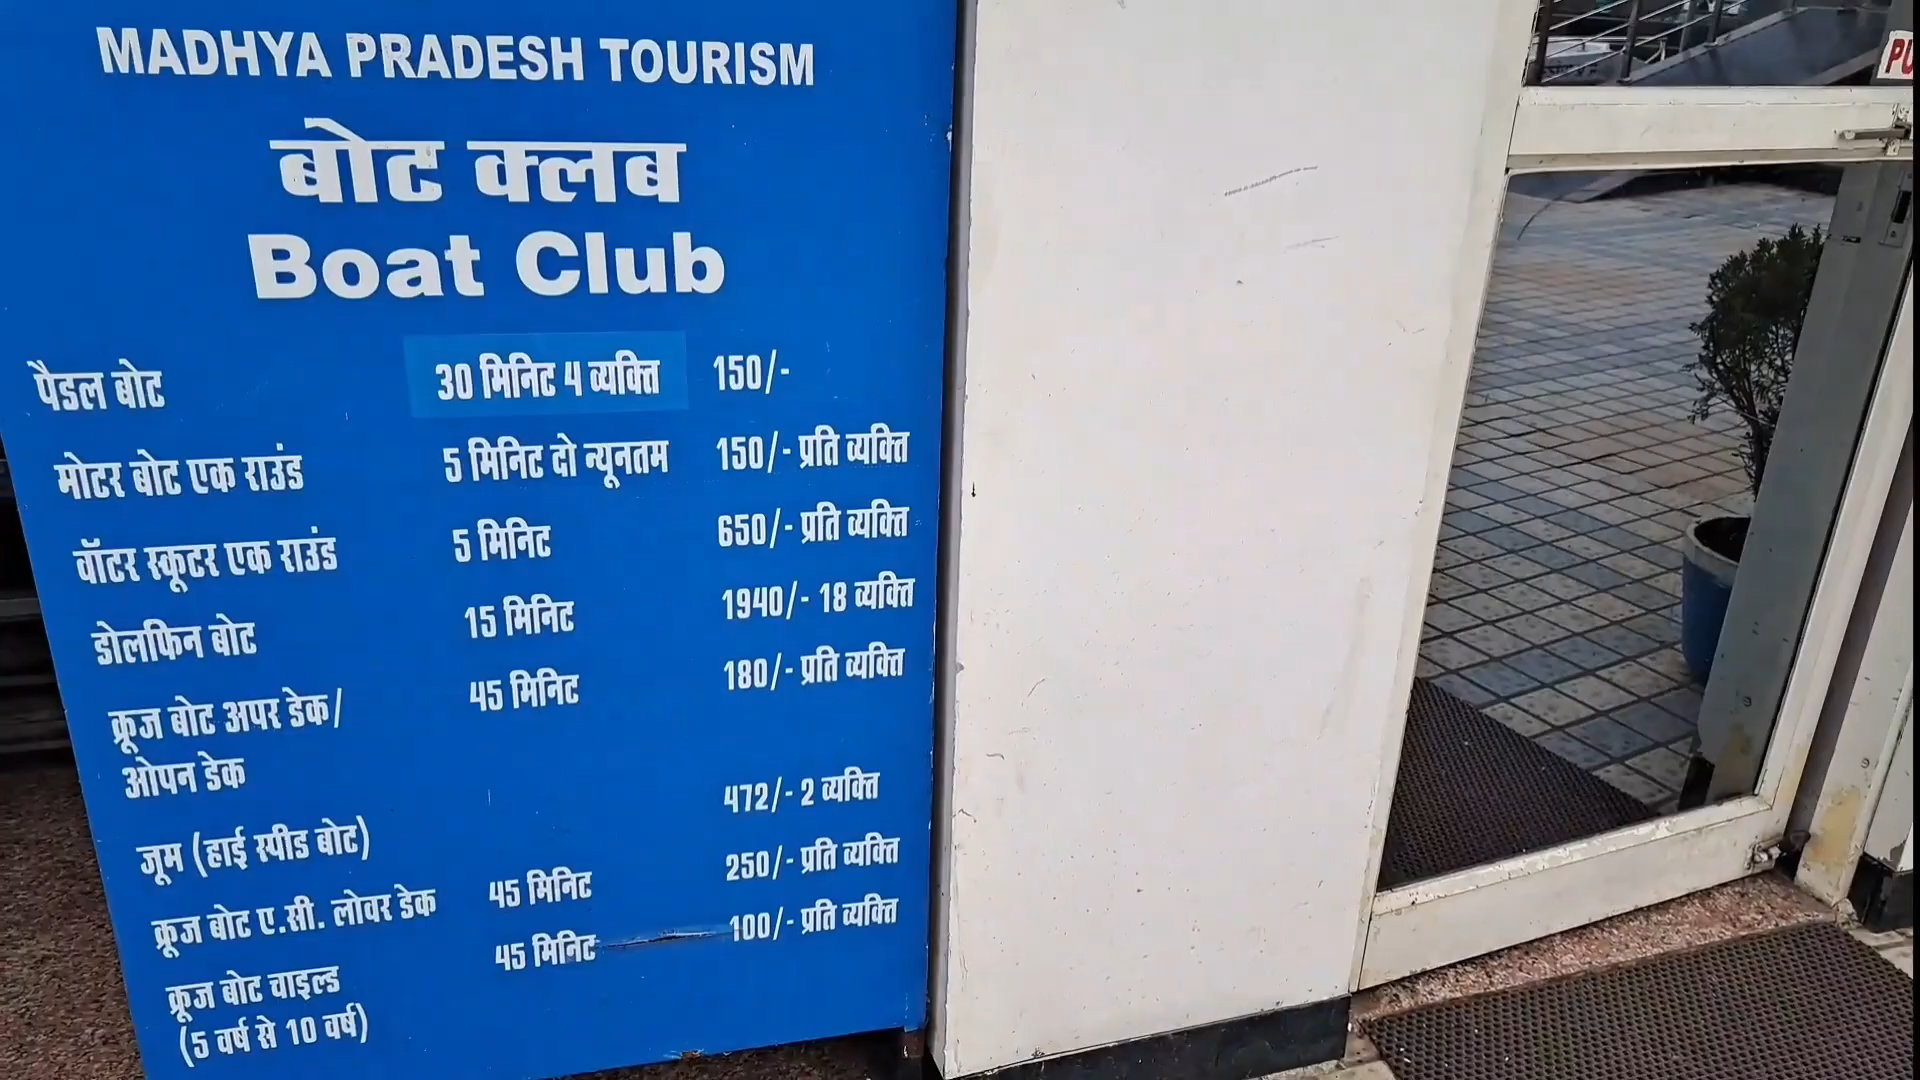 MADHYA PRADESH TOURISM
बोट क्लब
Boat Club
पैडल बोट 30 मिनिट 4 व्यक्ति 150/-
मोटर बोट एक राउंड 5 मिनिट दो न्यूनतम 150/- प्रति व्यक्ति
वॉटर स्कूटर एक राउंड 5 मिनिट 650/- प्रति व्यक्ति
डोलफिन बोट 15 मिनिट 1940/- 18 व्यक्ति
क्रूज बोट अपर डेक/ 45 मिनिट 180/- प्रति व्यक्ति
ओपन डेक
जूम (हाई स्पीड बोट) 472/- 2 व्यक्ति
क्रूज बोट ए.सी. लोवर डेक 45 मिनिट 250/- प्रति व्यक्ति
क्रूज बोट चाइल्ड 45 मिनिट 100/- प्रति व्यक्ति
(5 वर्ष से 10 वर्ष)